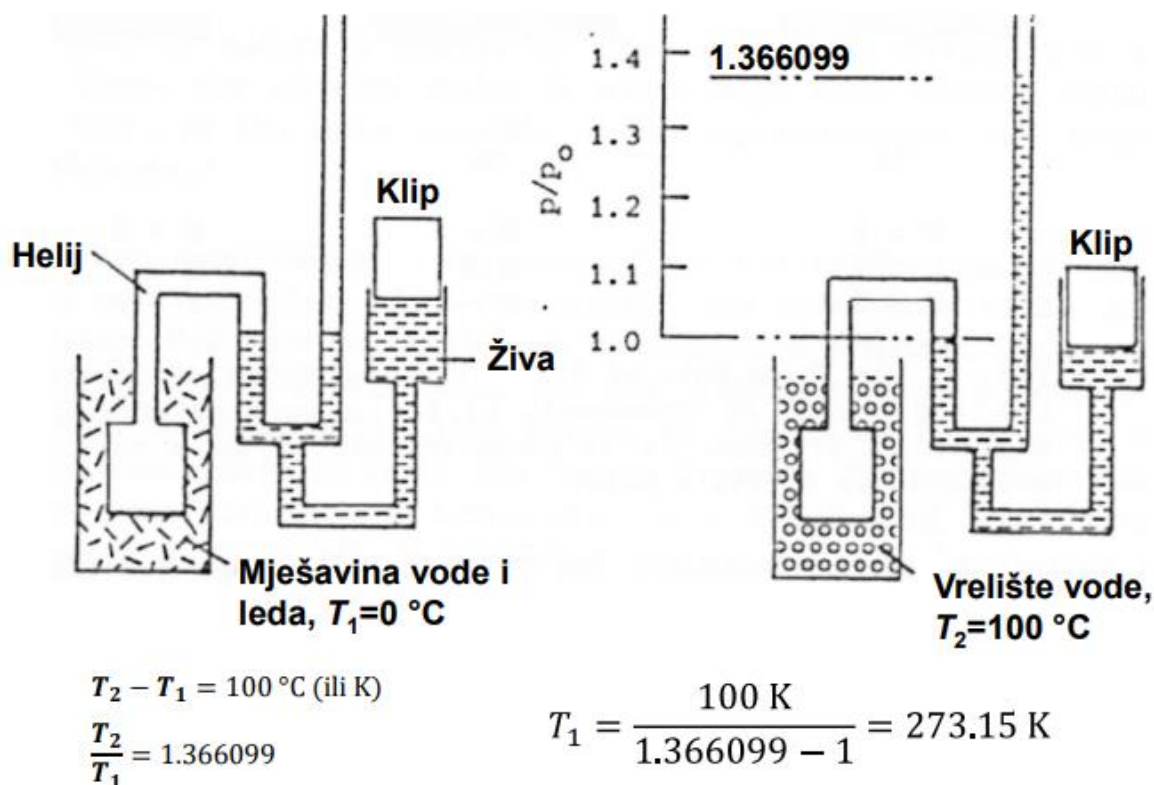 Klip
Helij
Živa
Mješavina vode i
leda, T₁=0 °C
1.4
1.366099
1.3
p/p₀
1.2
1.1
1.0
Klip
Vrelište vode,
T₂=100 °C
T₂ − T₁ = 100 °C (ili K)
T₂/T₁ = 1.366099
T₁ = 100 K / (1.366099 − 1) = 273.15 K